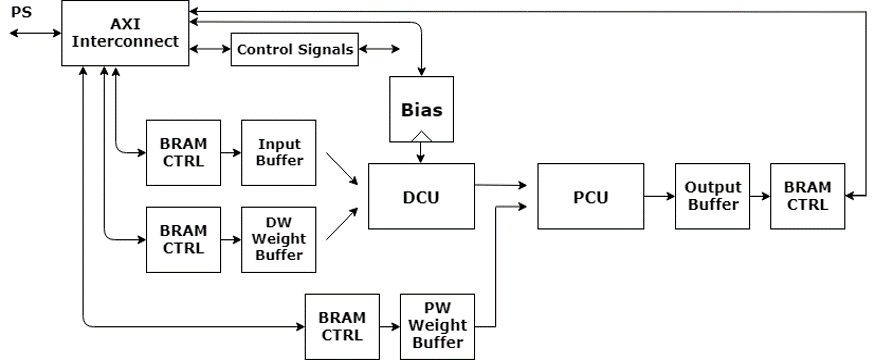 PS
AXI
Interconnect
Control Signals
Bias
BRAM
CTRL
Input
Buffer
DCU
PCU
Output
Buffer
BRAM
CTRL
BRAM
CTRL
DW
Weight
Buffer
BRAM
CTRL
PW
Weight
Buffer